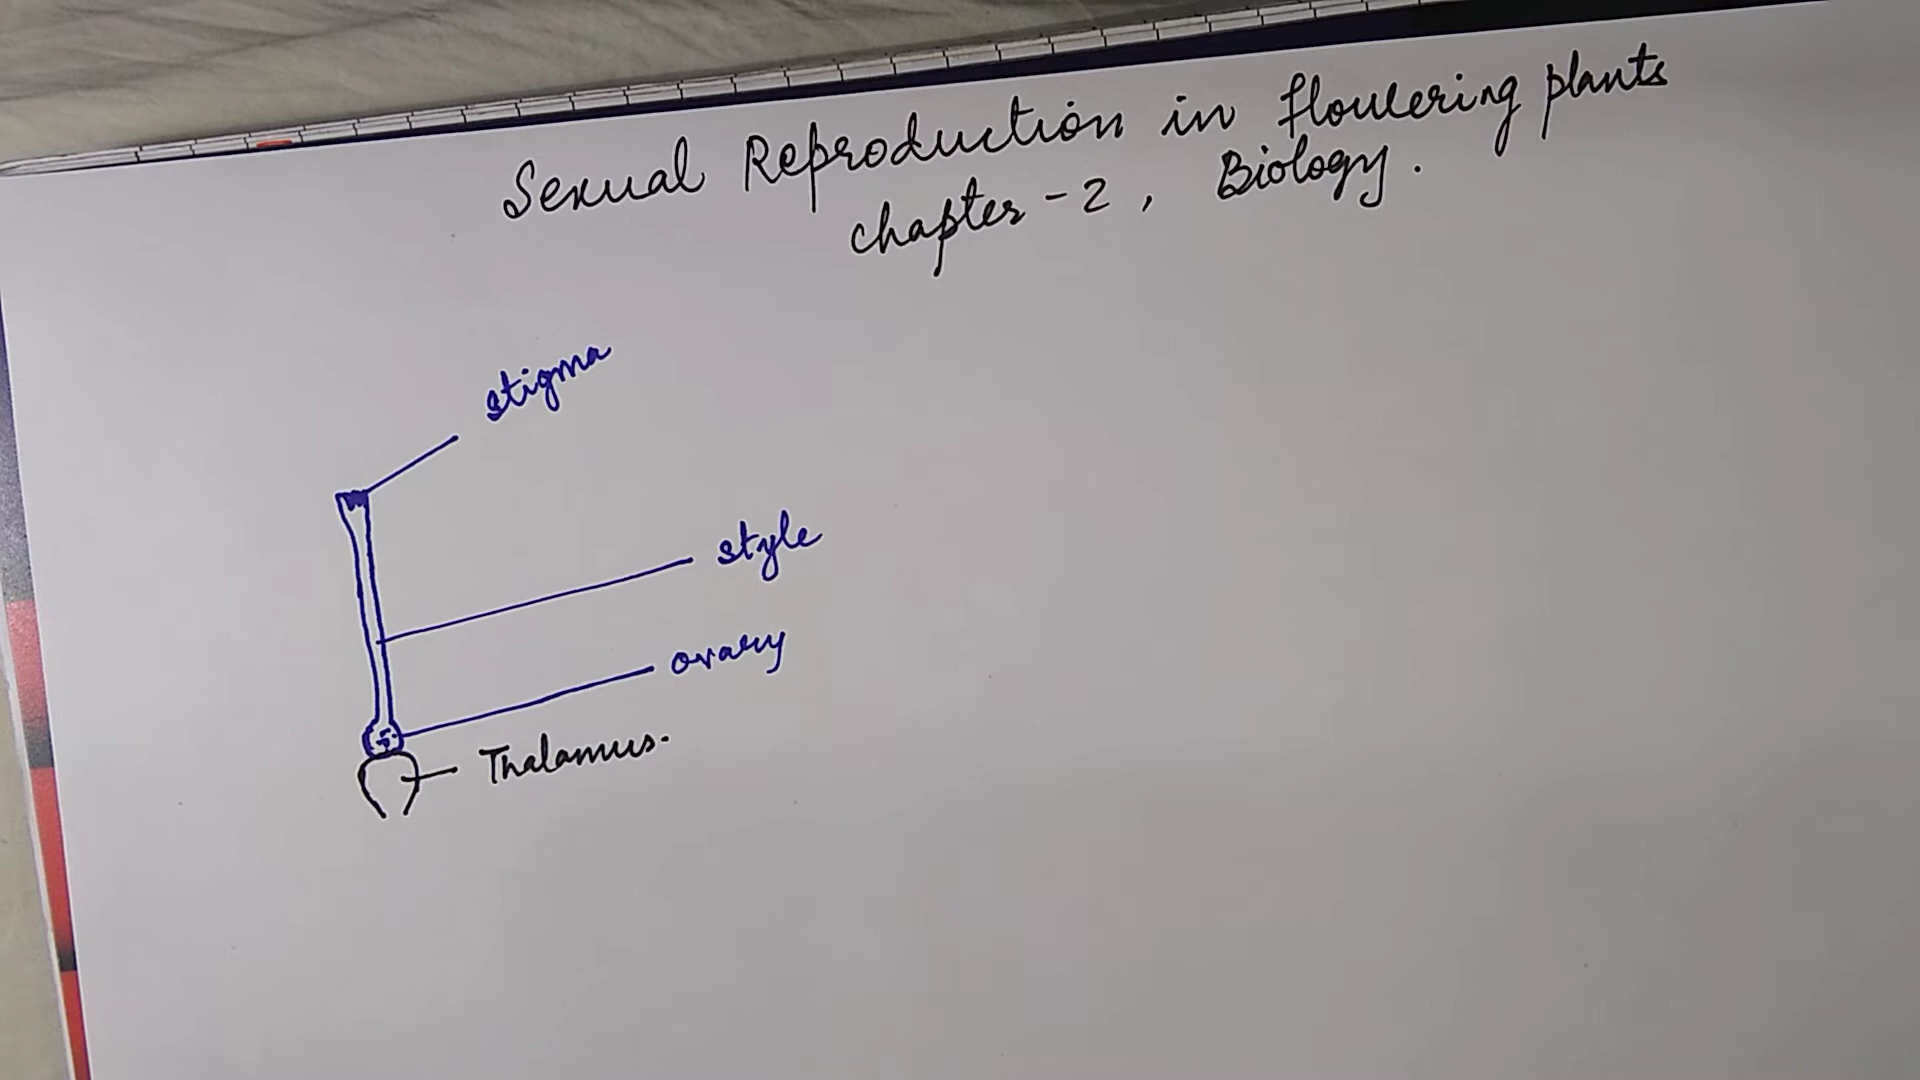 Sexual Reproduction in flowering plants
chapter - 2, Biology.
stigma
style
ovary
Thalamus.